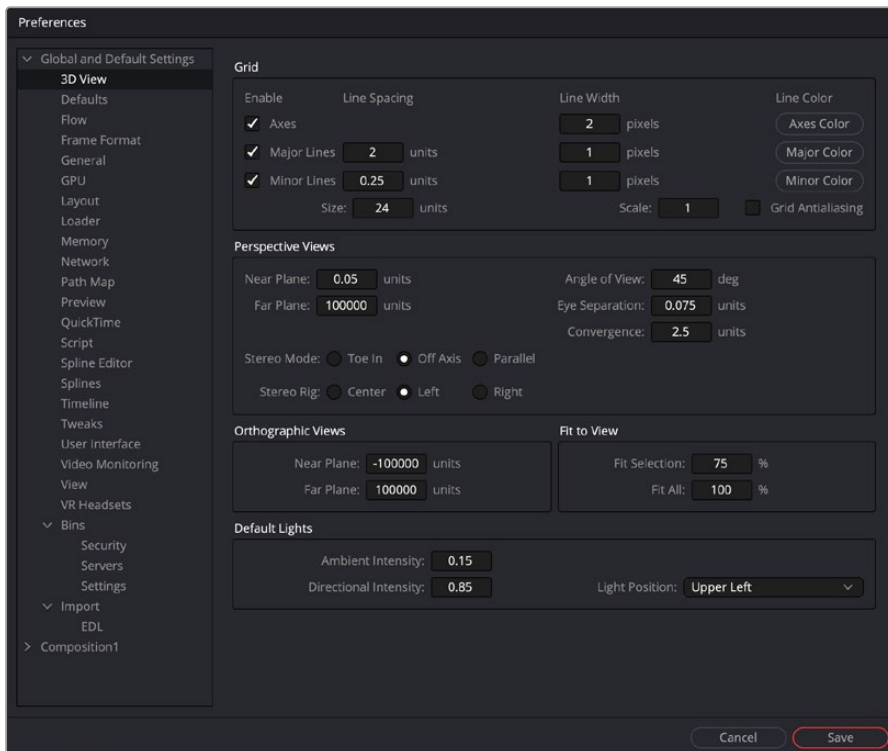 Preferences
Global and Default Settings
3D View
Defaults
Flow
Frame Format
General
GPU
Layout
Loader
Memory
Network
Path Map
Preview
QuickTime
Script
Spline Editor
Splines
Timeline
Tweaks
User Interface
Video Monitoring
View
VR Headsets
Bins
Security
Servers
Settings
Import
EDL
Composition1
Grid
Enable Line Spacing Line Width Line Color
Axes 2 pixels Axes Color
Major Lines 2 units 1 pixels Major Color
Minor Lines 0.25 units 1 pixels Minor Color
Size: 24 units Scale: 1 Grid Antialiasing
Perspective Views
Near Plane: 0.05 units Angle of View: 45 deg
Far Plane: 100000 units Eye Separation: 0.075 units
Convergence: 2.5 units
Stereo Mode: Toe In Off Axis Parallel
Stereo Rig: Center Left Right
Orthographic Views
Near Plane: -100000 units
Far Plane: 100000 units
Fit to View
Fit Selection: 75 %
Fit All: 100 %
Default Lights
Ambient Intensity: 0.15
Directional Intensity: 0.85 Light Position: Upper Left
Cancel Save